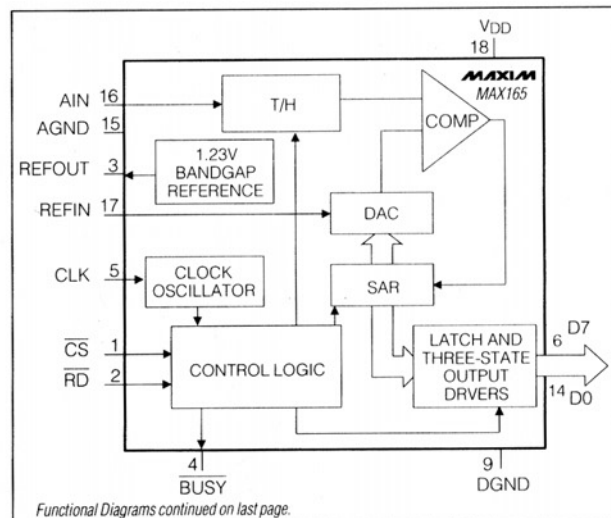 VDD
18
MAXIM
MAX165
AIN 16
AGND 15
REFOUT 3
REFIN 17
CLK 5
CS 1
RD 2
T/H
COMP
1.23V
BANDGAP
REFERENCE
DAC
CLOCK
OSCILLATOR
SAR
CONTROL LOGIC
LATCH AND
THREE-STATE
OUTPUT
DRVERS
6 D7
14 D0
4
BUSY
9
DGND
Functional Diagrams continued on last page.